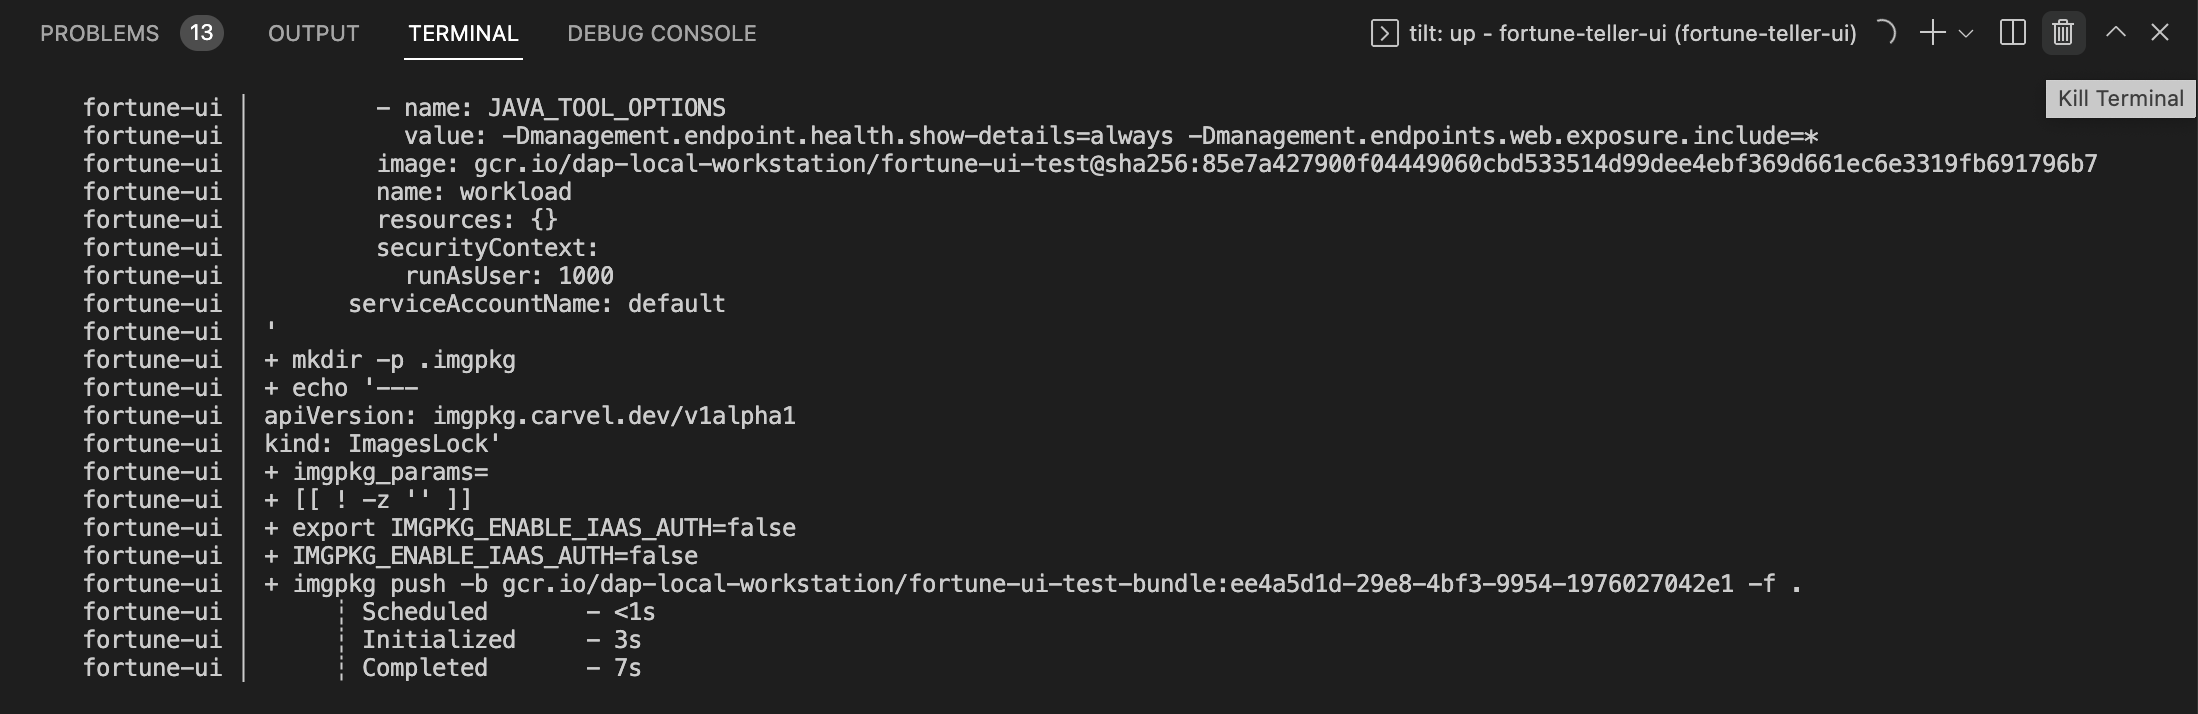 PROBLEMS 13 OUTPUT TERMINAL DEBUG CONSOLE tilt: up - fortune-teller-ui (fortune-teller-ui)
Kill Terminal
fortune-ui │ - name: JAVA_TOOL_OPTIONS
fortune-ui │ value: -Dmanagement.endpoint.health.show-details=always -Dmanagement.endpoints.web.exposure.include=*
fortune-ui │ image: gcr.io/dap-local-workstation/fortune-ui-test@sha256:85e7a427900f04449060cbd533514d99dee4ebf369d661ec6e3319fb691796b7
fortune-ui │ name: workload
fortune-ui │ resources: {}
fortune-ui │ securityContext:
fortune-ui │ runAsUser: 1000
fortune-ui │ serviceAccountName: default
fortune-ui │ '
fortune-ui │ + mkdir -p .imgpkg
fortune-ui │ + echo '---
fortune-ui │ apiVersion: imgpkg.carvel.dev/v1alpha1
fortune-ui │ kind: ImagesLock'
fortune-ui │ + imgpkg_params=
fortune-ui │ + [[ ! -z '' ]]
fortune-ui │ + export IMGPKG_ENABLE_IAAS_AUTH=false
fortune-ui │ + IMGPKG_ENABLE_IAAS_AUTH=false
fortune-ui │ + imgpkg push -b gcr.io/dap-local-workstation/fortune-ui-test-bundle:ee4a5d1d-29e8-4bf3-9954-1976027042e1 -f .
fortune-ui │ ┊ Scheduled - <1s
fortune-ui │ ┊ Initialized - 3s
fortune-ui │ ┊ Completed - 7s